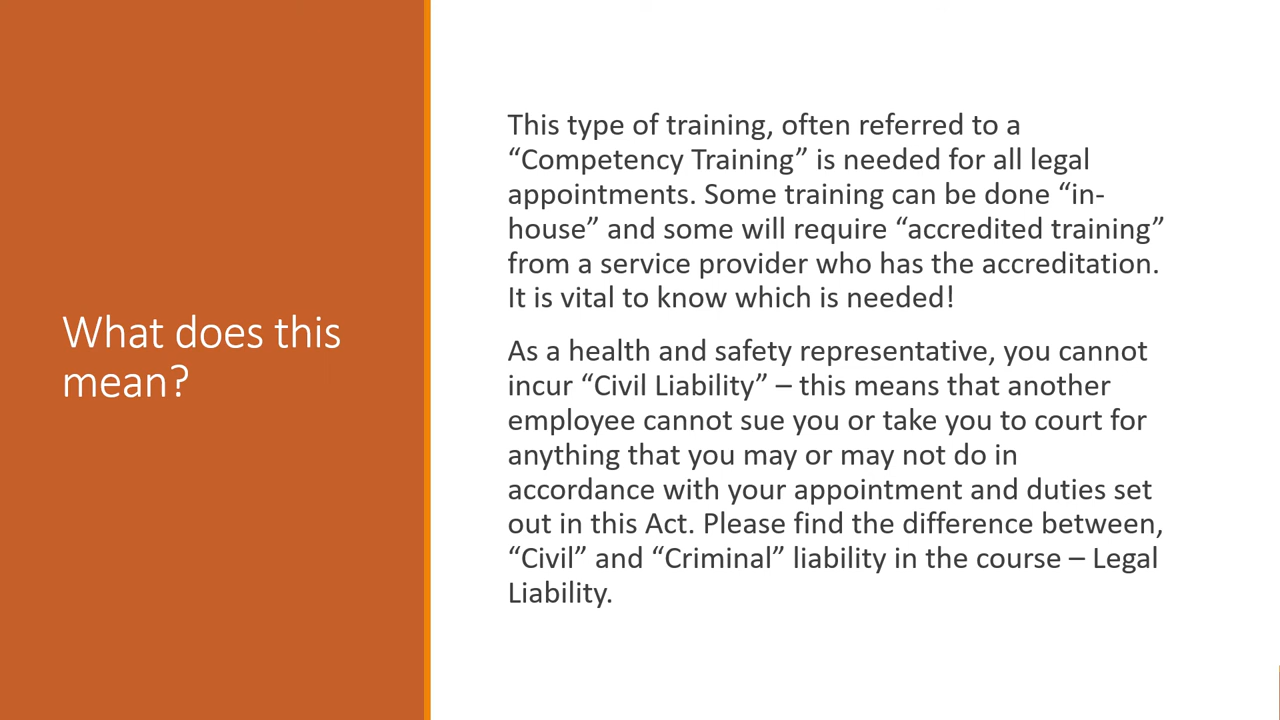 What does this
mean?
This type of training, often referred to a
“Competency Training” is needed for all legal
appointments. Some training can be done “in-
house” and some will require “accredited training”
from a service provider who has the accreditation.
It is vital to know which is needed!
As a health and safety representative, you cannot
incur “Civil Liability” – this means that another
employee cannot sue you or take you to court for
anything that you may or may not do in
accordance with your appointment and duties set
out in this Act. Please find the difference between,
“Civil” and “Criminal” liability in the course – Legal
Liability.